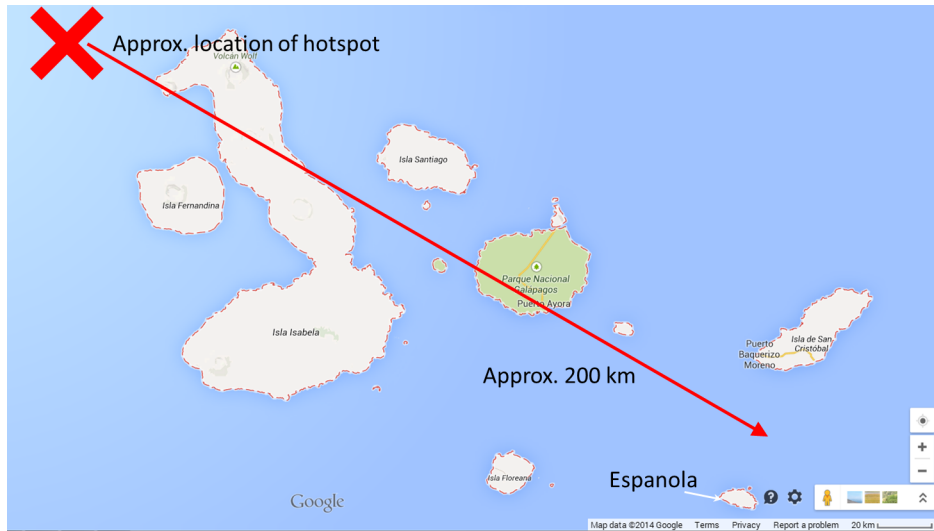 Approx. location of hotspot
Volcan Wolf
Isla Santiago
Isla Fernandina
Parque Nacional
Galapagos
Puerto Ayora
Isla Isabela
Puerto
Baquerizo
Moreno
Isla de San
Cristóbal
Approx. 200 km
Isla Floreana
Espanola
Google
Map data ©2014 Google Terms Privacy Report a problem 20 km